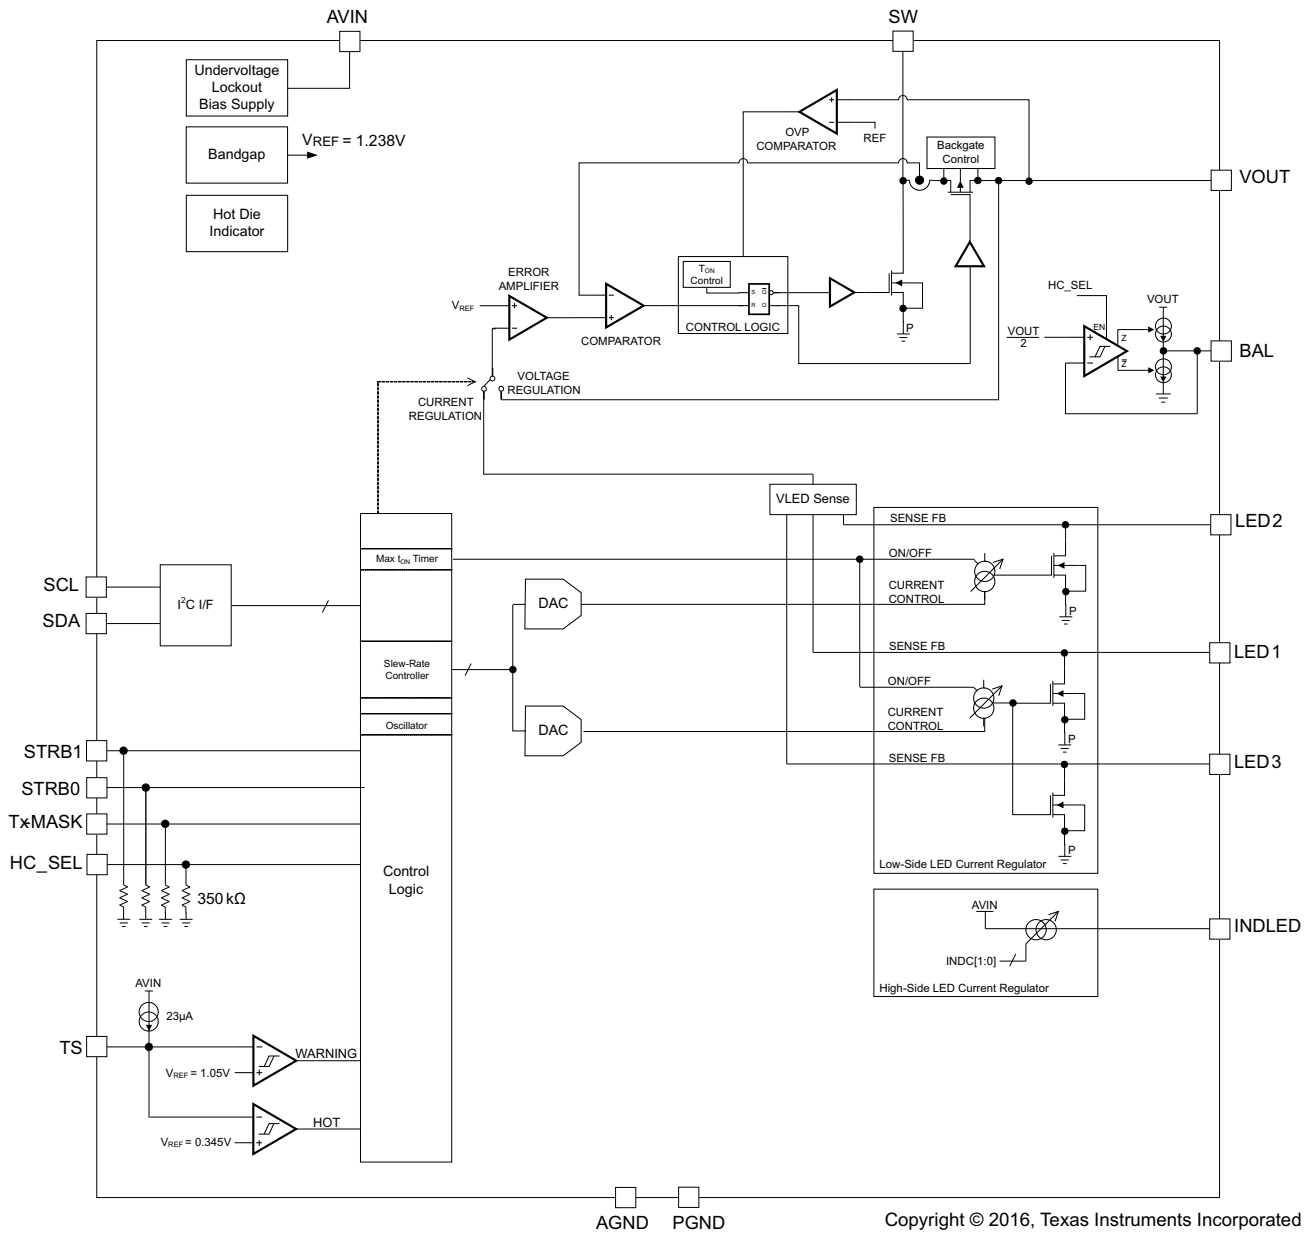 AVIN
SW
Undervoltage
Lockout
Bias Supply
Bandgap
VREF = 1.238V
Hot Die
Indicator
OVP
COMPARATOR
+
−
REF
Backgate
Control
VOUT
ERROR
AMPLIFIER
VREF
+
−
−
+
COMPARATOR
TON
Control
S Q̅
R Q
CONTROL LOGIC
P
HC_SEL
VOUT
VOUT
2
EN
+
−
Z
Z̅
BAL
VOLTAGE
REGULATION
CURRENT
REGULATION
VLED Sense
SENSE FB
LED2
Max tON Timer
ON/OFF
CURRENT
CONTROL
P
SCL
SDA
I²C I/F
DAC
SENSE FB
LED1
Slew-Rate
Controller
ON/OFF
CURRENT
CONTROL
P
Oscillator
DAC
SENSE FB
LED3
P
Low-Side LED Current Regulator
STRB1
STRB0
Tx-MASK
HC_SEL
350 kΩ
Control
Logic
AVIN
INDC[1:0]
INDLED
High-Side LED Current Regulator
AVIN
23µA
TS
−
+
WARNING
VREF = 1.05V
−
+
HOT
VREF = 0.345V
AGND
PGND
Copyright © 2016, Texas Instruments Incorporated